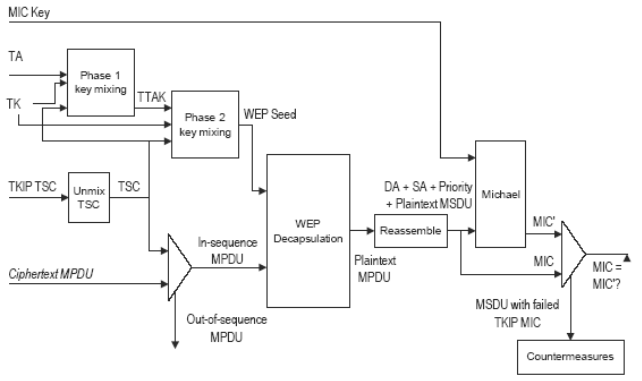 MIC Key
TA
Phase 1
key mixing
TK
TTAK
Phase 2
key mixing
WEP Seed
TKIP TSC
Unmix
TSC
TSC
DA + SA + Priority
+ Plaintext MSDU
Michael
WEP
Decapsulation
Reassemble
MIC'
In-sequence
MPDU
Plaintext
MPDU
MIC
MIC =
MIC'?
Ciphertext MPDU
Out-of-sequence
MPDU
MSDU with failed
TKIP MIC
Countermeasures